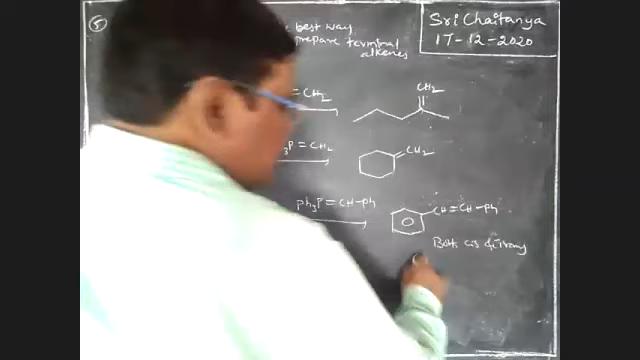 5
best way
Sri Chaitanya
prepare terminal
17-12-2020
alkenes
=CH2
CH2
3P=CH2
CH2
Ph3P=CH-Ph
CH=CH-Ph
Both cis & trans